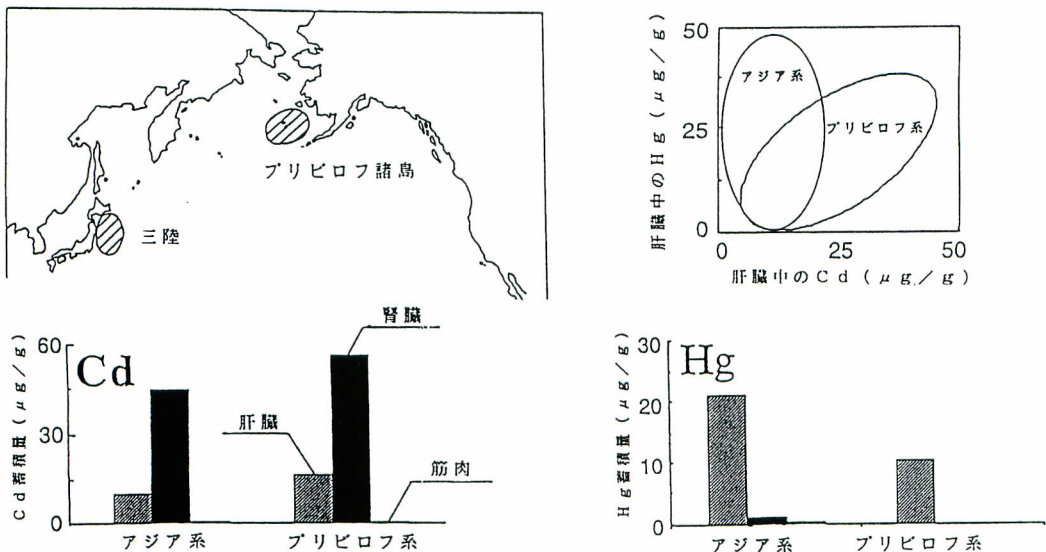 プリビロフ諸島
三陸
肝臓中のHg(μg/g)
50
25
0
アジア系
プリビロフ系
0
25
50
肝臓中のCd(μg/g)
Cd蓄積量(μg/g)
60
30
0
Cd
腎臓
肝臓
筋肉
アジア系
プリビロフ系
Hg蓄積量(μg/g)
30
20
10
0
Hg
アジア系
プリビロフ系